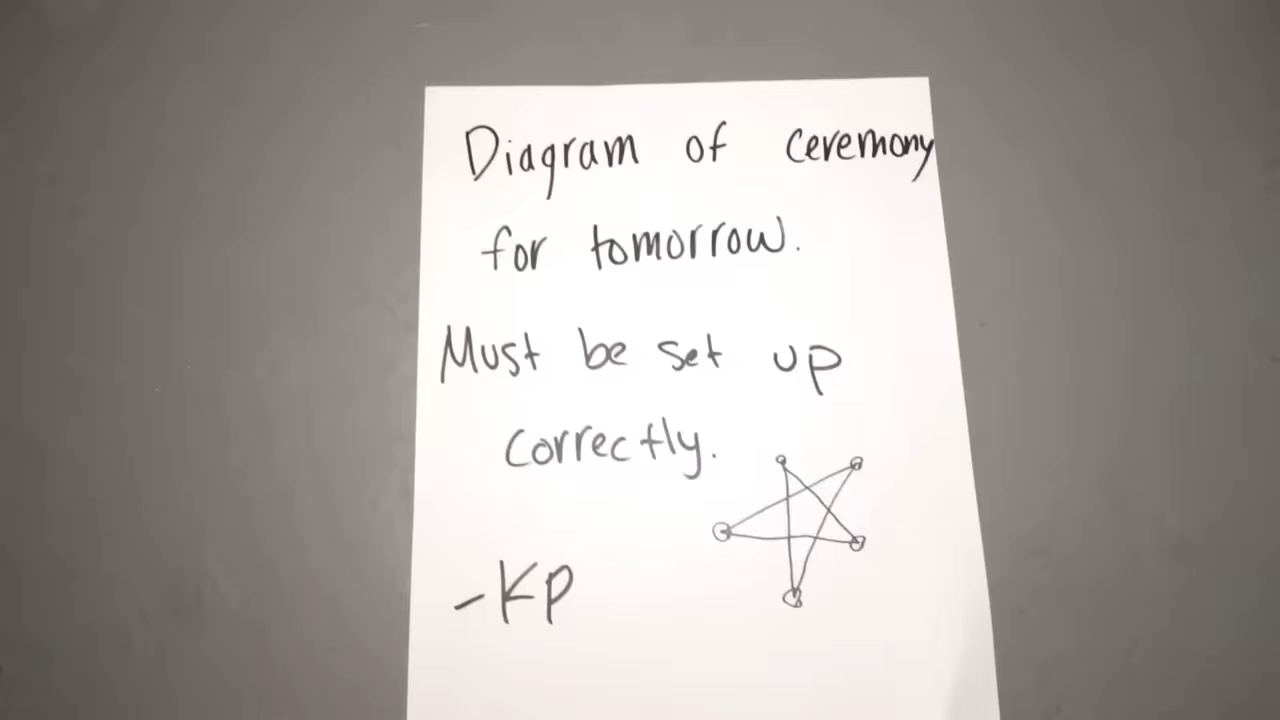 Diagram of ceremony
for tomorrow.
Must be set up
correctly.
-KP